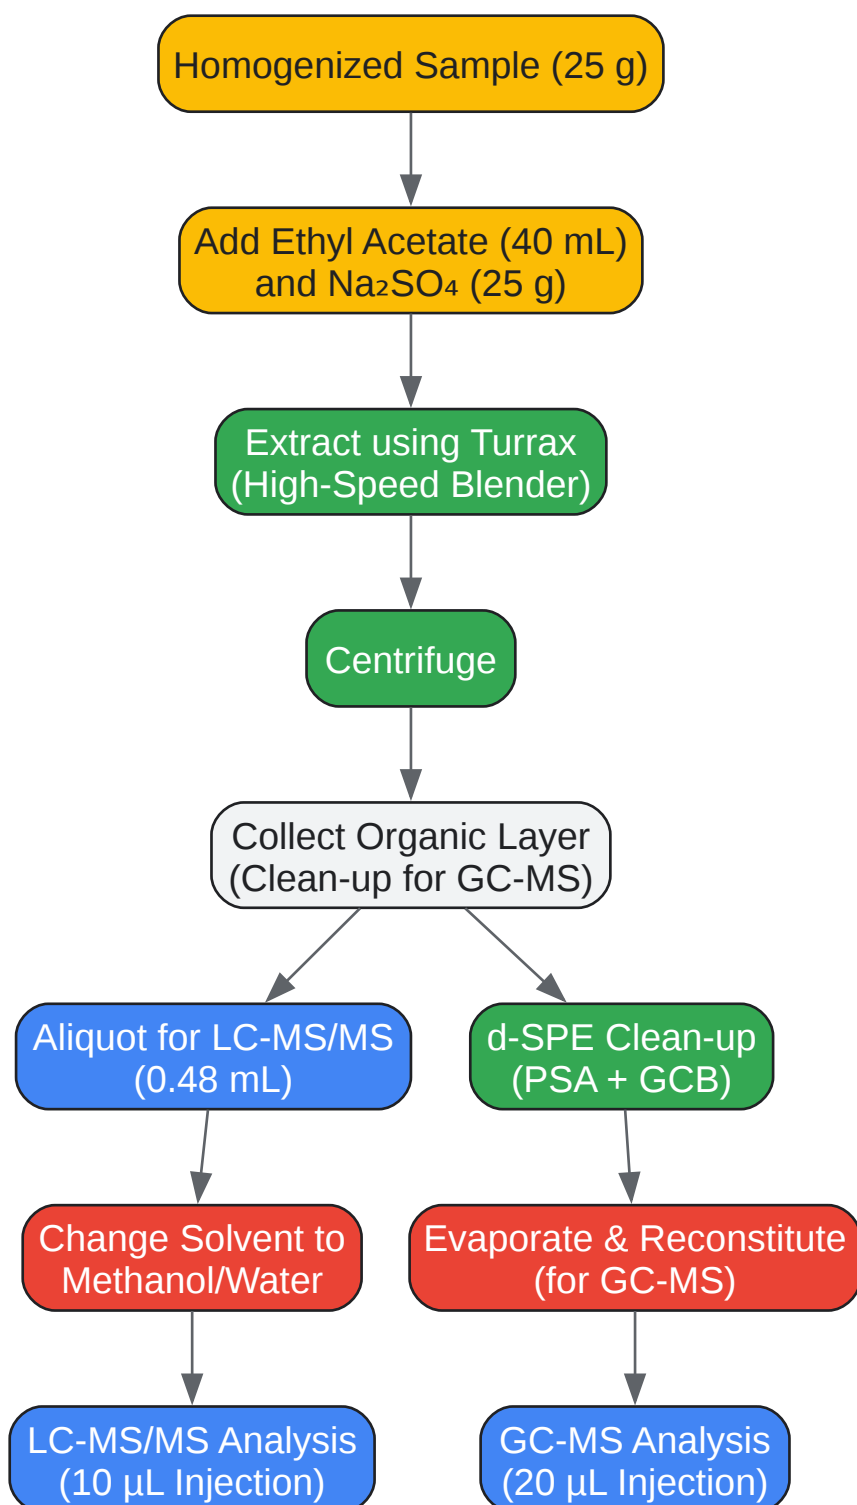 Homogenized Sample (25 g)
Add Ethyl Acetate (40 mL)
and Na₂SO₄ (25 g)
Extract using Turrax
(High-Speed Blender)
Centrifuge
Collect Organic Layer
(Clean-up for GC-MS)
Aliquot for LC-MS/MS
(0.48 mL)
d-SPE Clean-up
(PSA + GCB)
Change Solvent to
Methanol/Water
Evaporate & Reconstitute
(for GC-MS)
LC-MS/MS Analysis
(10 µL Injection)
GC-MS Analysis
(20 µL Injection)